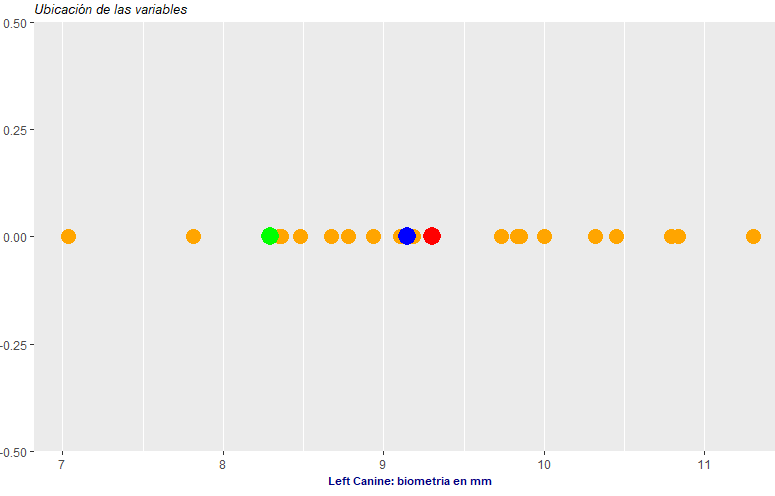 Ubicación de las variables
0.50
0.25
0.00
-0.25
-0.50
7 8 9 10 11
Left Canine: biometria en mm